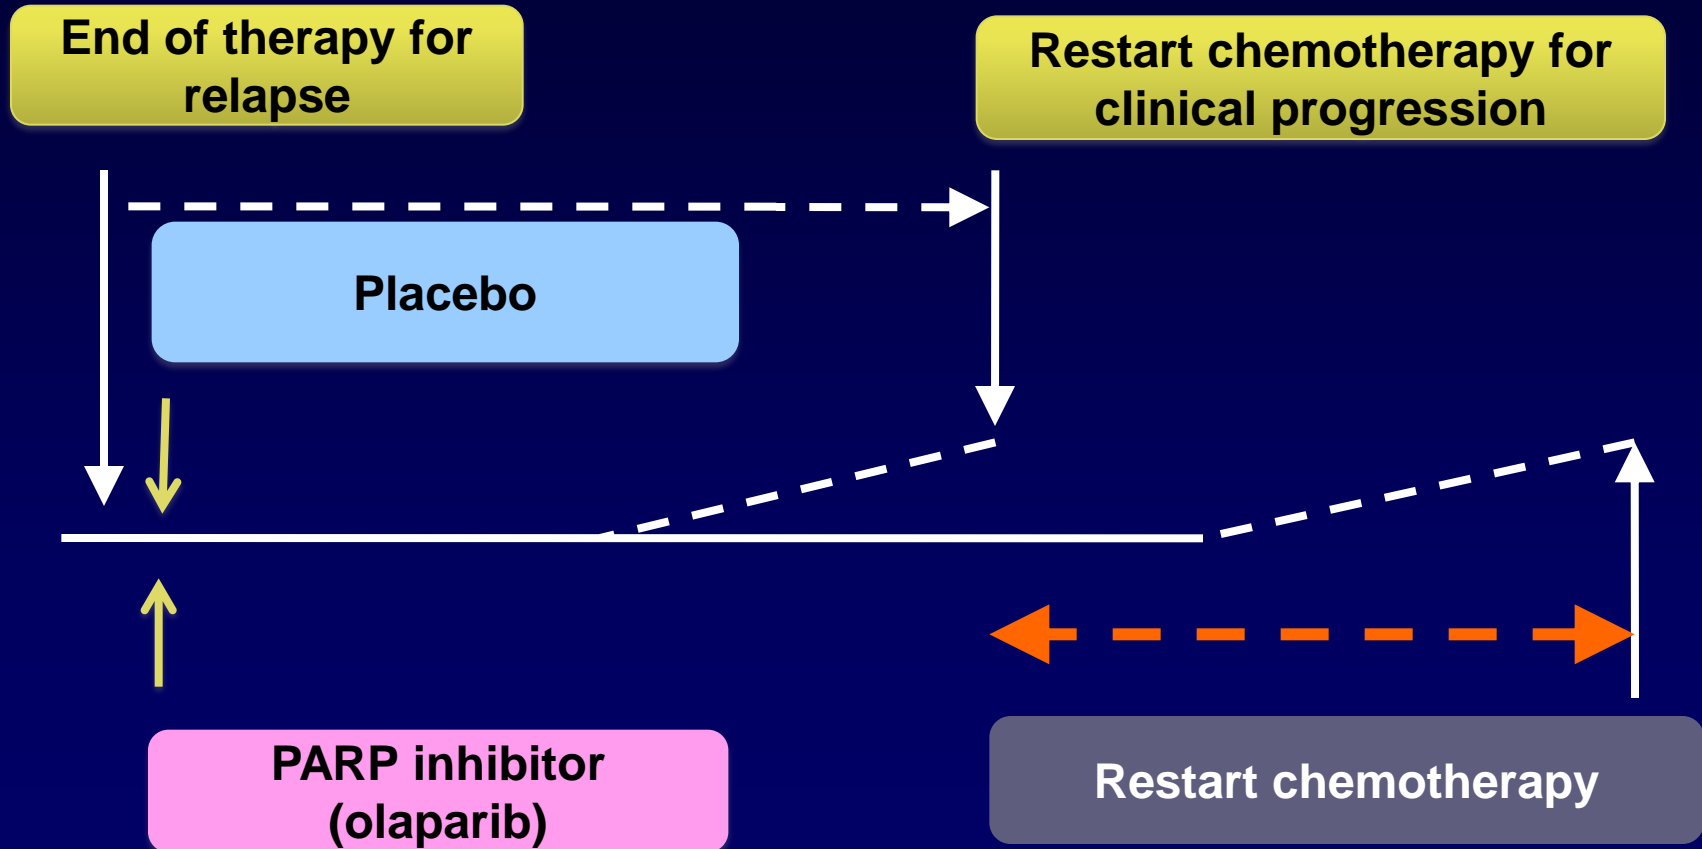 End of therapy for
relapse
Restart chemotherapy for
clinical progression
Placebo
PARP inhibitor
(olaparib)
Restart chemotherapy